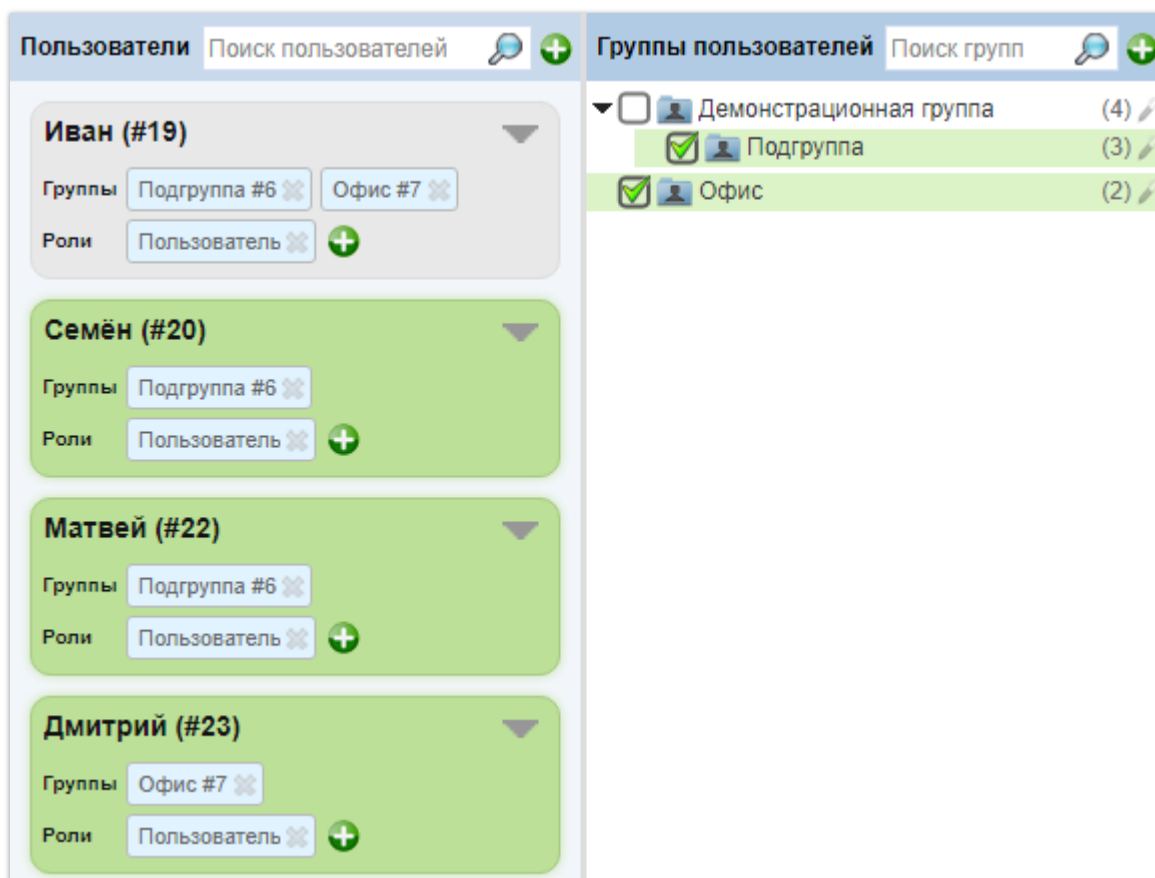 Пользователи Поиск пользователей
Иван (#19)
Группы Подгруппа #6 Офис #7
Роли Пользователь
Семён (#20)
Группы Подгруппа #6
Роли Пользователь
Матвей (#22)
Группы Подгруппа #6
Роли Пользователь
Дмитрий (#23)
Группы Офис #7
Роли Пользователь
Группы пользователей Поиск групп
Демонстрационная группа (4)
Подгруппа (3)
Офис (2)